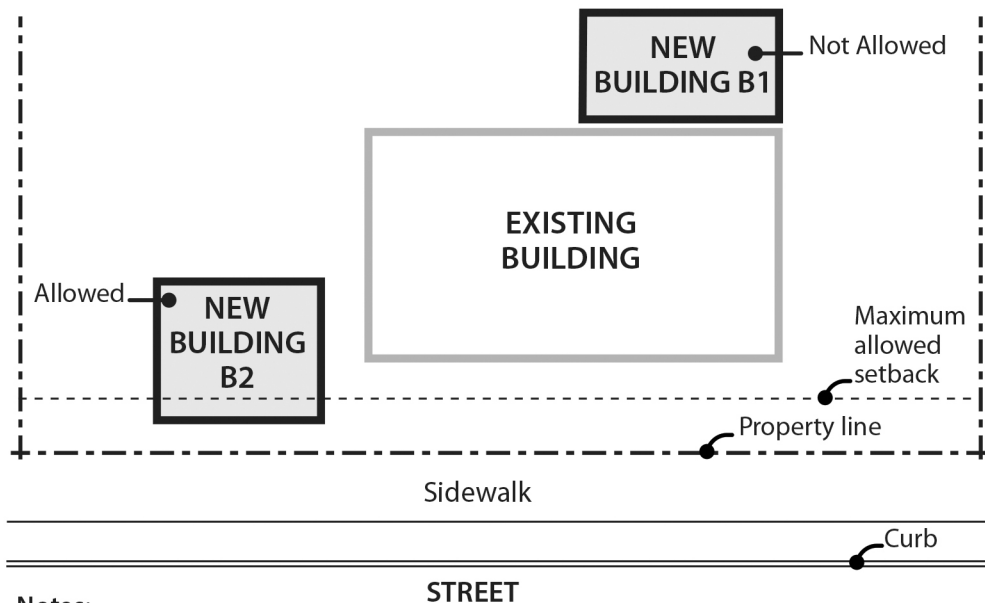 NEW
BUILDING B1
Not Allowed
EXISTING
BUILDING
Allowed
NEW
BUILDING
B2
Maximum
allowed
setback
Property line
Sidewalk
Curb
STREET
Notes: